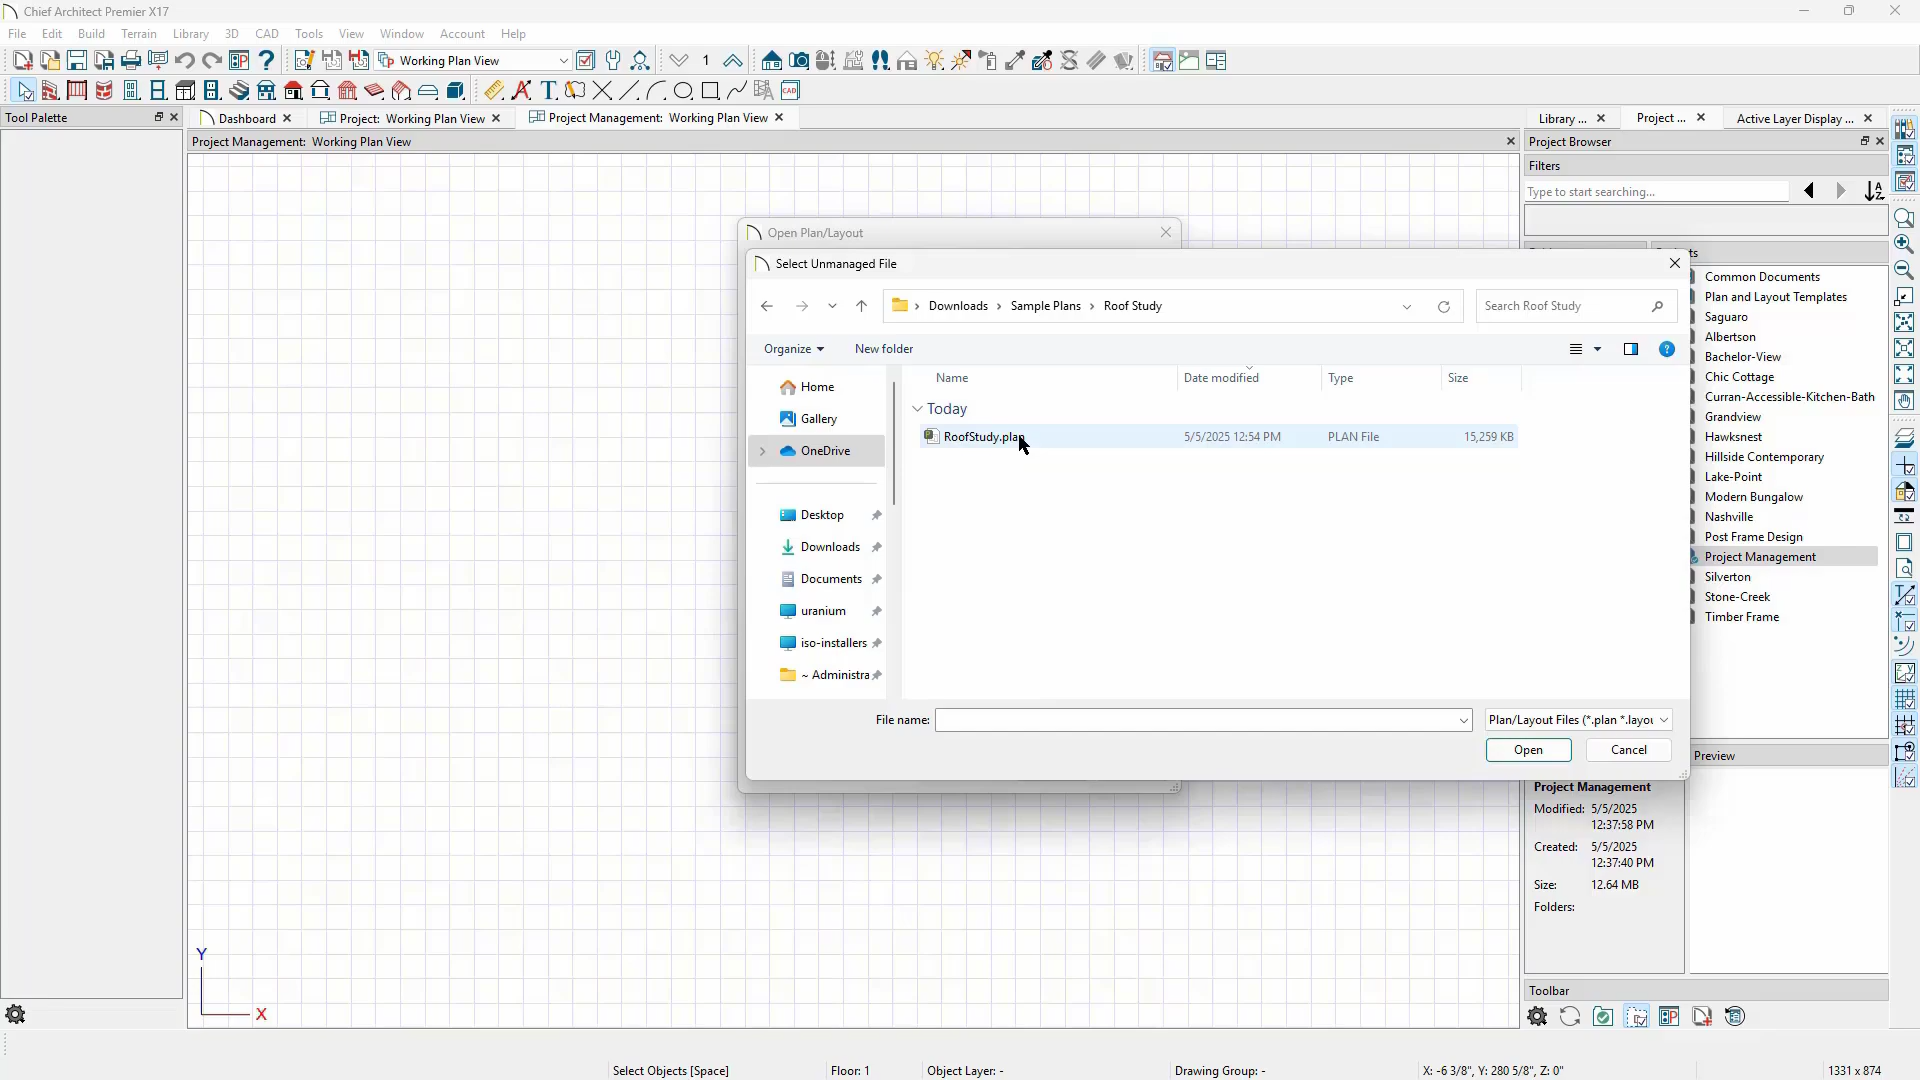 Chief Architect Premier X17
File Edit Build Terrain Library 3D CAD Tools View Window Account Help
Working Plan View 1
CAD
Tool Palette
Dashboard Project: Working Plan View Project Management: Working Plan View Library ... Project ... Active Layer Display ...
Project Management: Working Plan View Project Browser
Filters
Type to start searching...
Open Plan/Layout
Select Unmanaged File
Downloads Sample Plans Roof Study Search Roof Study
Organize New folder
Name Date modified Type Size
Today
RoofStudy.plan 5/5/2025 12:54 PM PLAN File 15,259 KB
Home
Gallery
OneDrive
Desktop
Downloads
Documents
uranium
iso-installers
~ Administra
File name: Plan/Layout Files (*.plan *.layou
Open Cancel
Common Documents
Plan and Layout Templates
Saguaro
Albertson
Bachelor-View
Chic Cottage
Curran-Accessible-Kitchen-Bath
Grandview
Hawksnest
Hillside Contemporary
Lake-Point
Modern Bungalow
Nashville
Post Frame Design
Project Management
Silverton
Stone-Creek
Timber Frame
Preview
Project Management
Modified: 5/5/2025
12:37:58 PM
Created: 5/5/2025
12:37:40 PM
Size: 12.64 MB
Folders:
Y
X
Toolbar
Select Objects [Space] Floor: 1 Object Layer: - Drawing Group: - X: -6 3/8", Y: 280 5/8", Z: 0" 1331 x 874